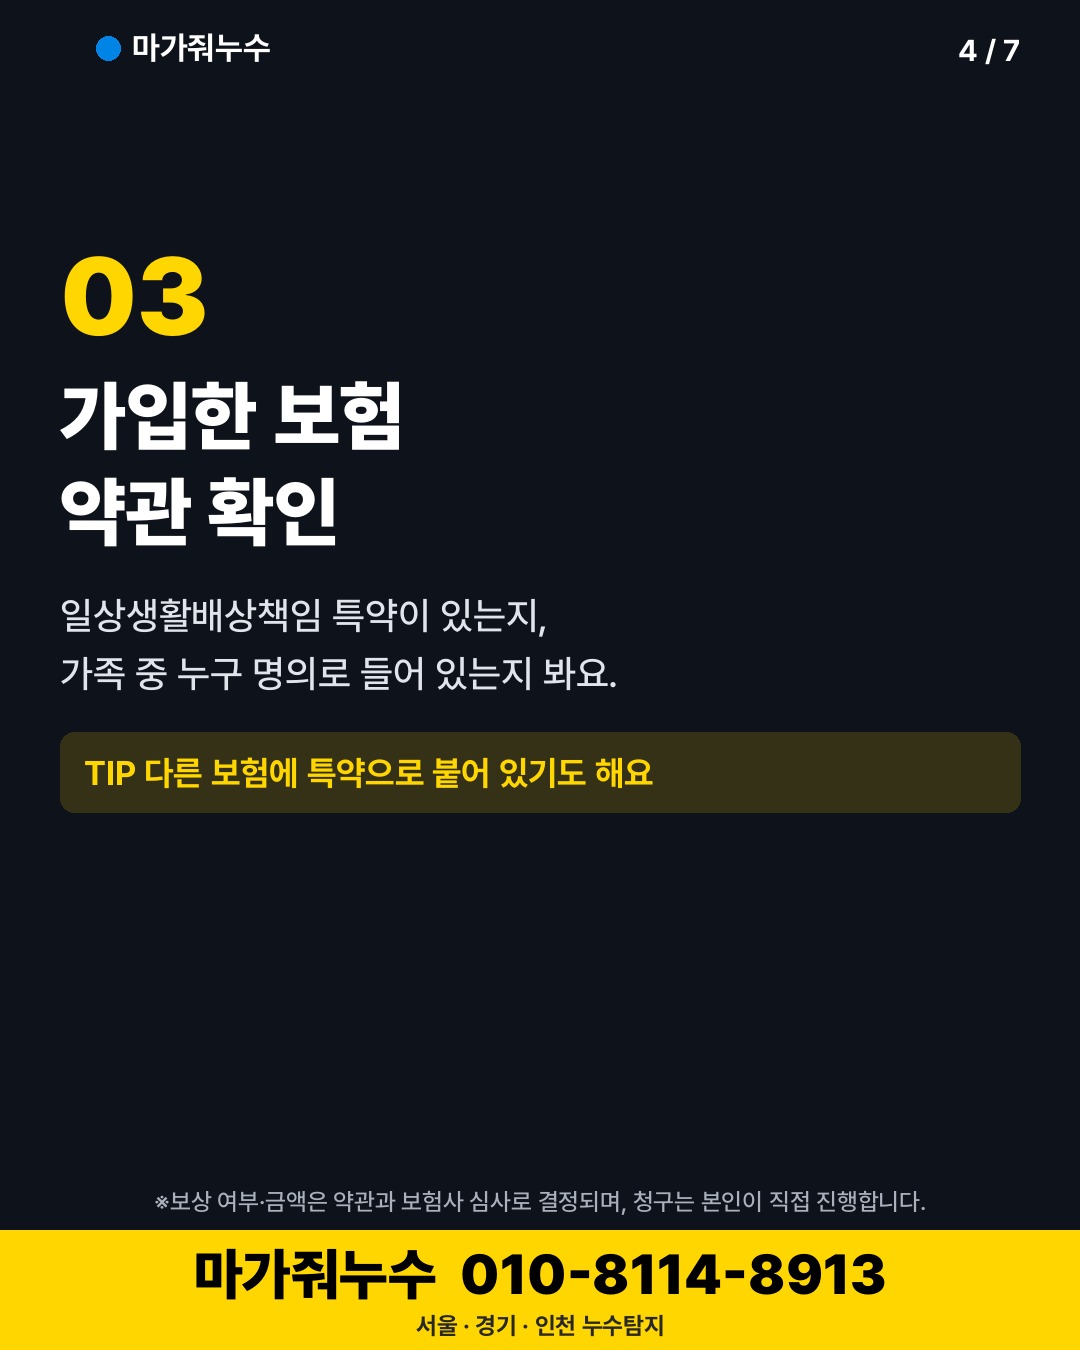 마가줘누수
4 / 7
03
가입한 보험
약관 확인
일상생활배상책임 특약이 있는지,
가족 중 누구 명의로 들어 있는지 봐요.
TIP 다른 보험에 특약으로 붙어 있기도 해요
※보상 여부·금액은 약관과 보험사 심사로 결정되며, 청구는 본인이 직접 진행합니다.
마가줘누수 010-8114-8913
서울 · 경기 · 인천 누수탐지